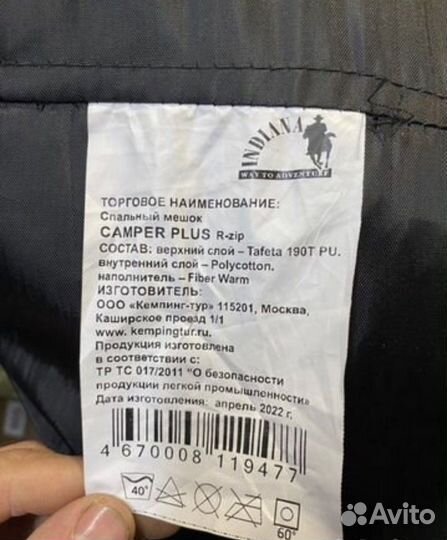 INDIANA
WAY TO ADVENTURE
ТОРГОВОЕ НАИМЕНОВАНИЕ:
Спальный мешок
CAMPER PLUS R-zip
СОСТАВ: верхний слой – Tafeta 190T PU.
внутренний слой – Polycotton.
наполнитель – Fiber Warm
ИЗГОТОВИТЕЛЬ:
ООО «Кемпинг-тур» 115201, Москва,
Каширское проезд 1/1
www.kempingtur.ru
Продукция изготовлена
в соответствии с:
ТР ТС 017/2011 "О безопасности
продукции легкой промышленности»
Дата изготовления: апрель 2022 г.
4 670008 119477
40° 60°
Avito